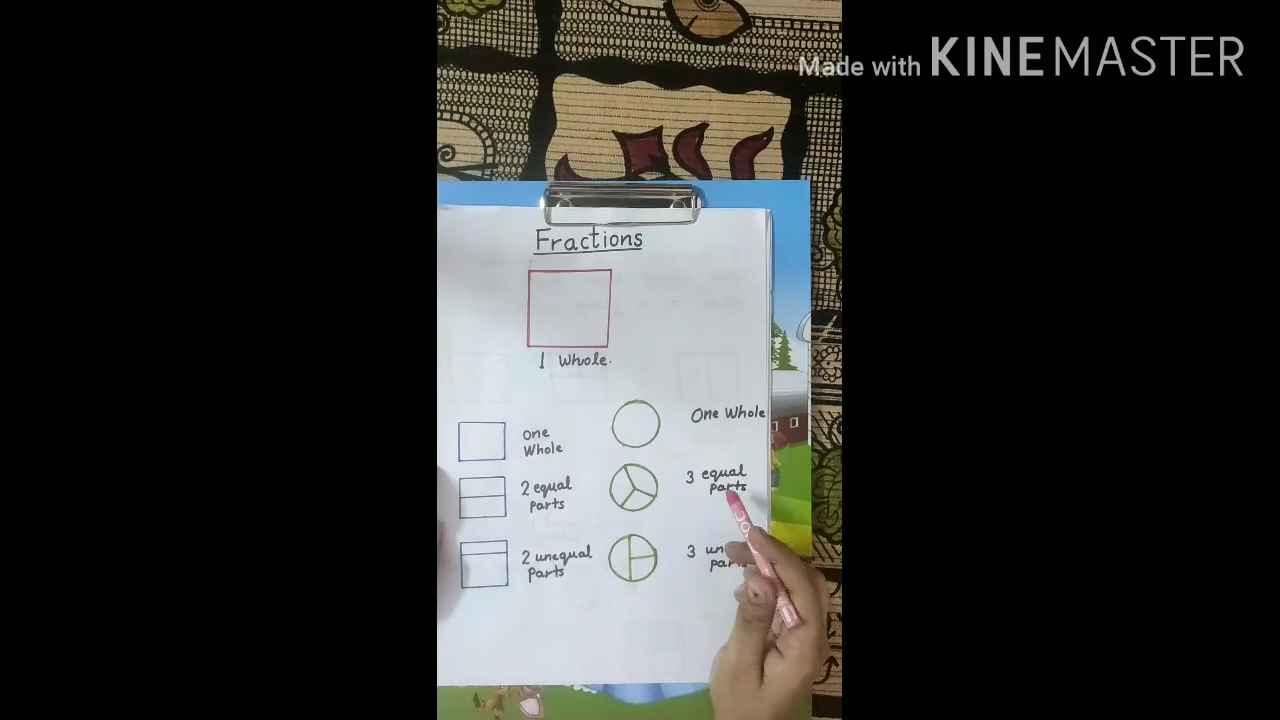 Made with KINEMASTER
Fractions
1 Whole.
One Whole
One
Whole
3 equal
parts
2 equal
parts
2 unequal
parts
3